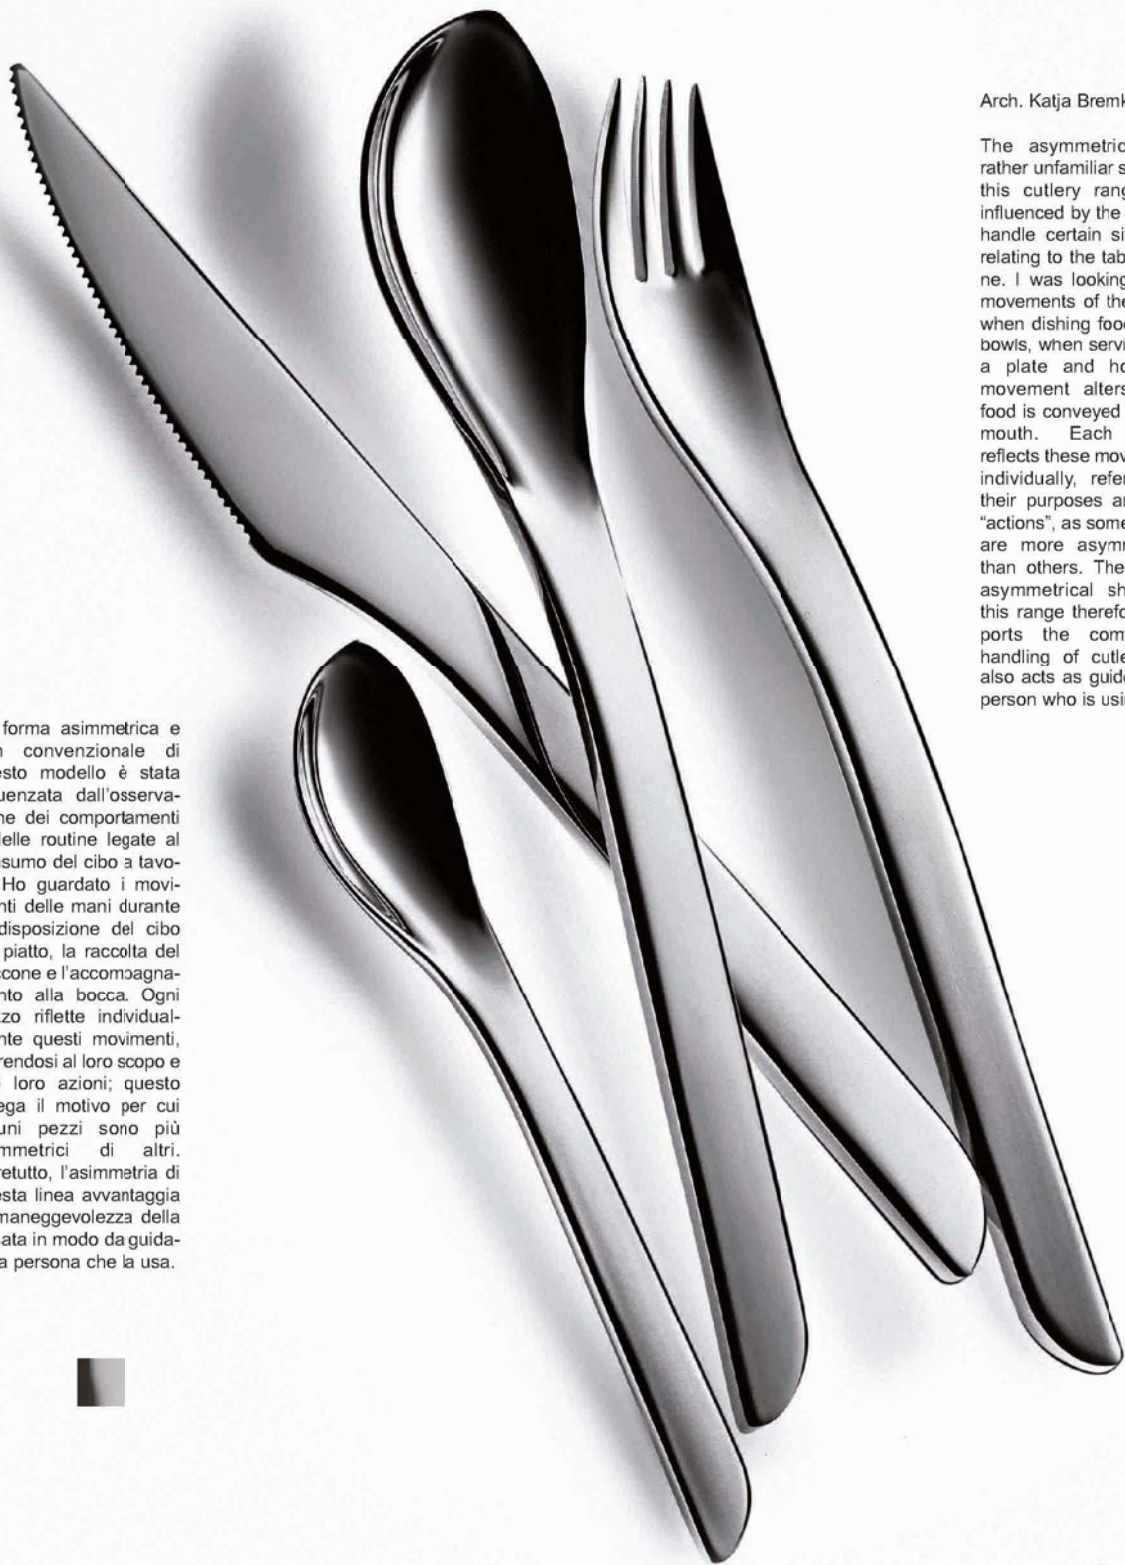 Arch. Katja Bremk
The asymmetric
rather unfamiliar s
this cutlery rang
influenced by the
handle certain si
relating to the tab
ne. I was looking
movements of the
when dishing food
bowls, when servi
a plate and ho
movement alters
food is conveyed
mouth. Each
reflects these mov
individually, refer
their purposes an
“actions”, as some
are more asymm
than others. The
asymmetrical sh
this range therefo
ports the com
handling of cutle
also acts as guide
person who is usi
forma asimmetrica e
convenzionale di
esto modello è stata
uenzata dall'osserva-
ne dei comportamenti
delle routine legate al
nsumo del cibo a tavo-
Ho guardato i movi-
nti delle mani durante
disposizione del cibo
piatto, la raccolta del
ccone e l'accompagna-
nto alla bocca. Ogni
zzo riflette individual-
nte questi movimenti,
rendosi al loro scopo e
loro azioni; questo
ega il motivo per cui
uni pezzi sono più
mmetrici di altri.
retutto, l'asimmetria di
esta linea avvantaggia
maneggevolezza della
ata in modo da guida-
a persona che la usa.